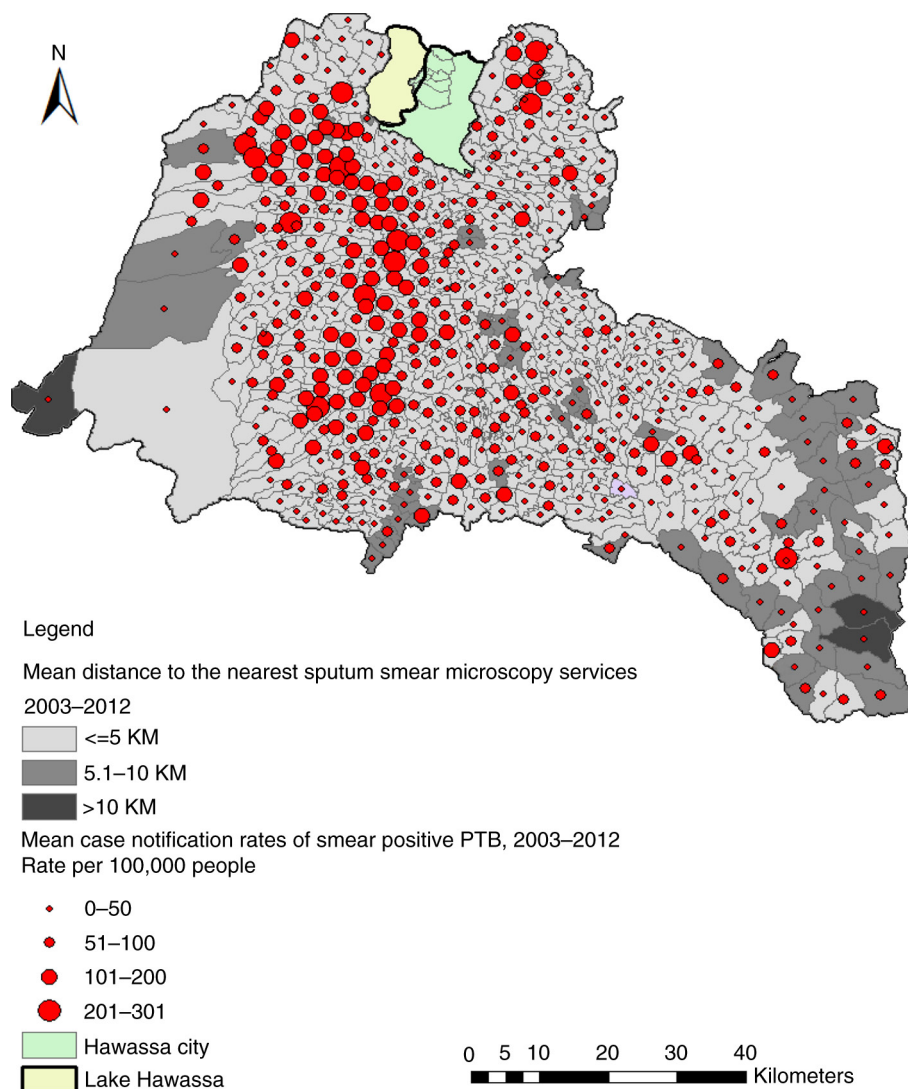 N
Legend
Mean distance to the nearest sputum smear microscopy services
2003–2012
<=5 KM
5.1–10 KM
>10 KM
Mean case notification rates of smear positive PTB, 2003–2012
Rate per 100,000 people
0–50
51–100
101–200
201–301
Hawassa city
Lake Hawassa
0 5 10 20 30 40
Kilometers